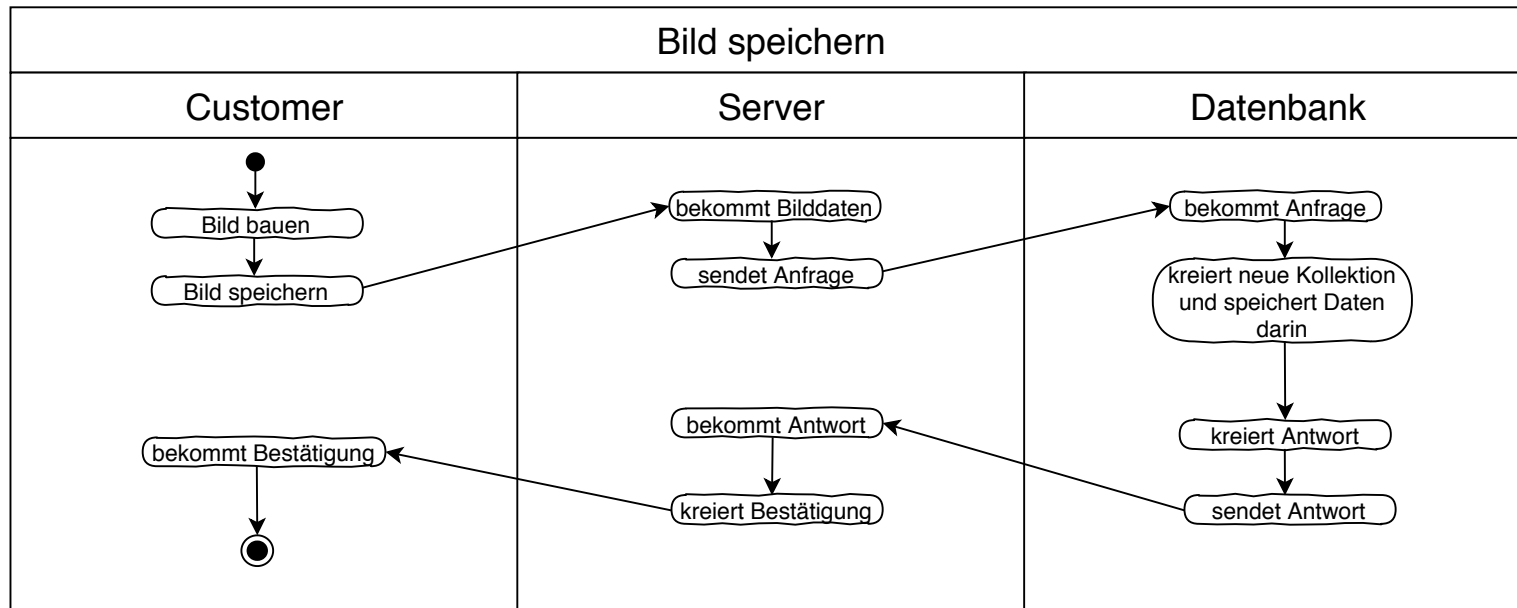 Bild speichern
Customer
Server
Datenbank
Bild bauen
Bild speichern
bekommt Bilddaten
sendet Anfrage
bekommt Anfrage
kreiert neue Kollektion
und speichert Daten
darin
kreiert Antwort
sendet Antwort
bekommt Antwort
kreiert Bestätigung
bekommt Bestätigung